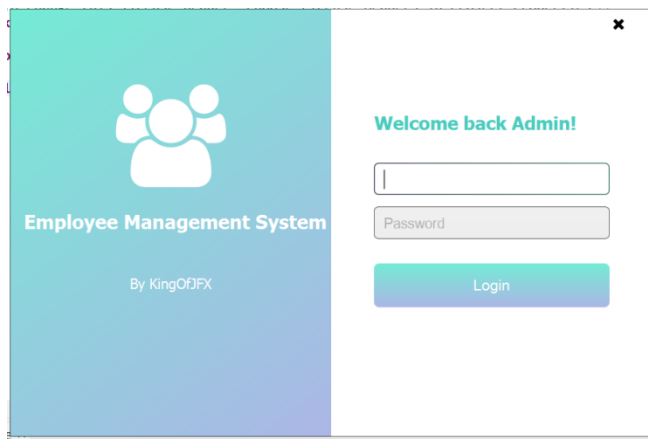 Employee Management System
By KingOfJFX
Welcome back Admin!
Password
Login